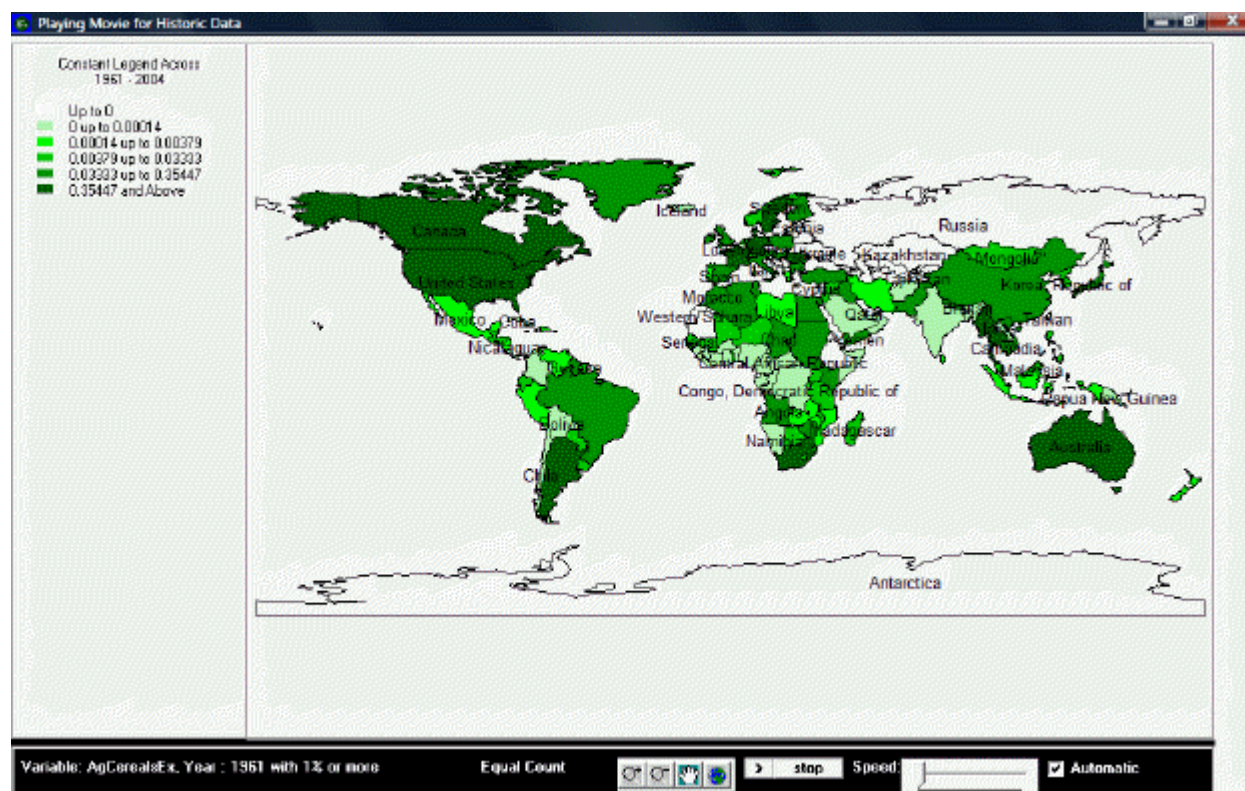 Playing Movie for Historic Data
Constant Legend Across
1961 - 2004
Up to 0
0 up to 0.00014
0.00014 up to 0.00379
0.00379 up to 0.03333
0.03333 up to 0.35447
0.35447 and Above
Iceland
Canada
Russia
Kazakhstan
Mongolia
United States
Spain
Cyprus
Korea, Republic of
Morocco
Western Sahara
Libya
Qatar
Mexico
Cuba
Senegal
Chad
Yemen
Nicaragua
Cambodia
Central African Republic
Malaysia
Congo, Democratic Republic of
Papua New Guinea
Angola
Bolivia
Namibia
Madagascar
Australia
Chile
Antarctica
Variable: AgCerealsEx, Year : 1961 with 1% or more
Equal Count
stop
Speed:
Automatic